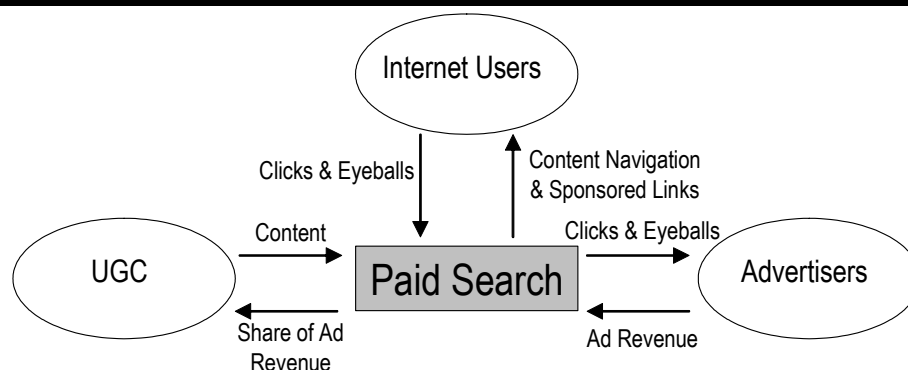 Internet Users
Clicks & Eyeballs
Content Navigation
& Sponsored Links
Content
Clicks & Eyeballs
UGC
Paid Search
Advertisers
Share of Ad
Revenue
Ad Revenue